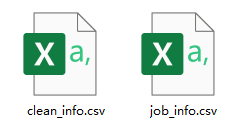 X a,
X a,
clean_info.csv
job_info.csv